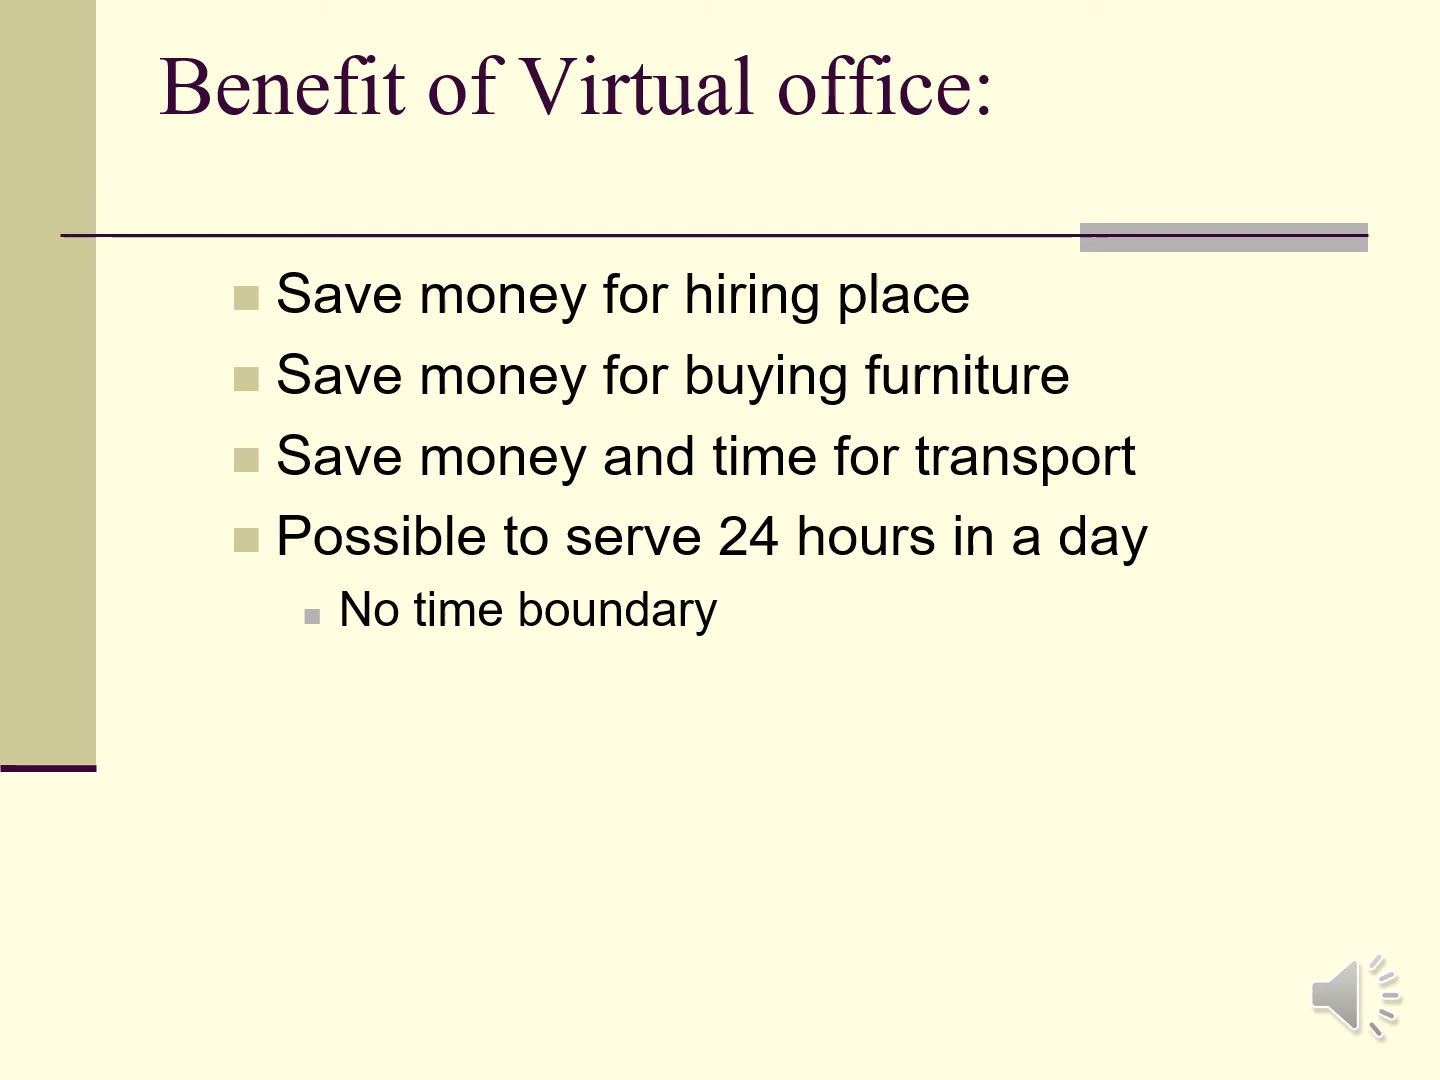 Benefit of Virtual office:
Save money for hiring place
Save money for buying furniture
Save money and time for transport
Possible to serve 24 hours in a day
No time boundary